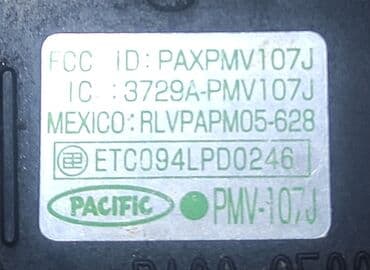 FCC ID: PAXPMV107J
IC :3729A-PMV107J
MEXICO: RLVPAPM05-628
ETC094LPD0246
PACIFIC PMV-107J